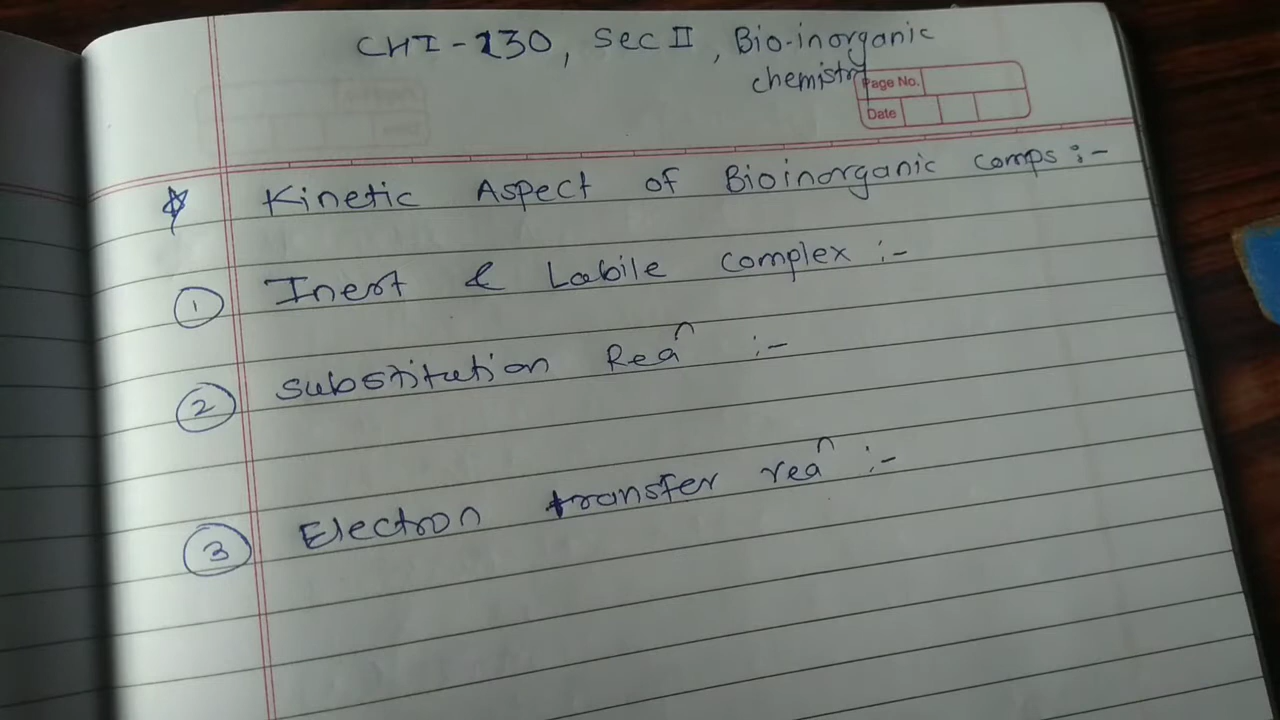 CHI-130, Sec II, Bio-inorganic
chemistry
Page No.
Date
☆ Kinetic Aspect of Bioinorganic comps :-
① Inert & Labile complex :-
② Substitution Reaⁿ :-
③ Electron transfer reaⁿ :-